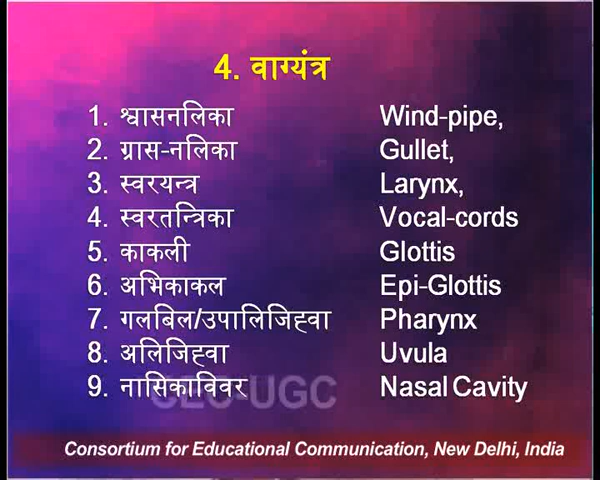 4. वाग्यंत्र
1. श्वासनलिका Wind-pipe,
2. ग्रास-नलिका Gullet,
3. स्वरयन्त्र Larynx,
4. स्वरतन्त्रिका Vocal-cords
5. काकली Glottis
6. अभिकाकल Epi-Glottis
7. गलबिल/उपालिजिह्वा Pharynx
8. अलिजिह्वा Uvula
9. नासिकाविवर Nasal Cavity
CEC-UGC
Consortium for Educational Communication, New Delhi, India